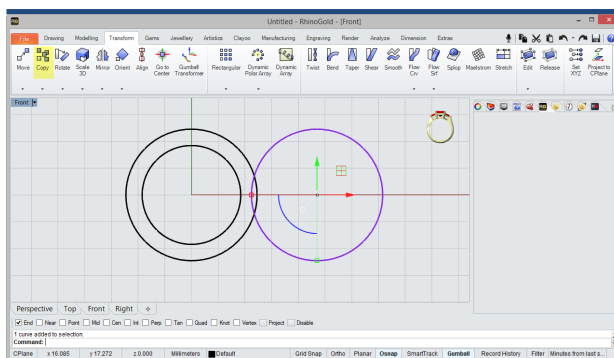 Untitled - RhinoGold - [Front]
File Drawing Modelling Transform Gems Jewellery Artistics Clayoo Manufacturing Engraving Render Analyze Dimension Extras
Move Copy Rotate Scale 3D Mirror Orient Align Go to Center Gumball Transformer Rectangular Dynamic Polar Array Dynamic Array Twist Bend Taper Shear Smooth Flow Crv Flow Srf Splop Maelstrom Stretch Edit Release Set XYZ Project to CPlane
Front
Perspective Top Front Right
End Near Point Mid Cen Int Perp Tan Quad Knot Vertex Project Disable
1 curve added to selection.
Command:
CPlane x 16.085 y 17.272 z 0.000 Millimeters Default Grid Snap Ortho Planar Osnap SmartTrack Gumball Record History Filter Minutes from last s...